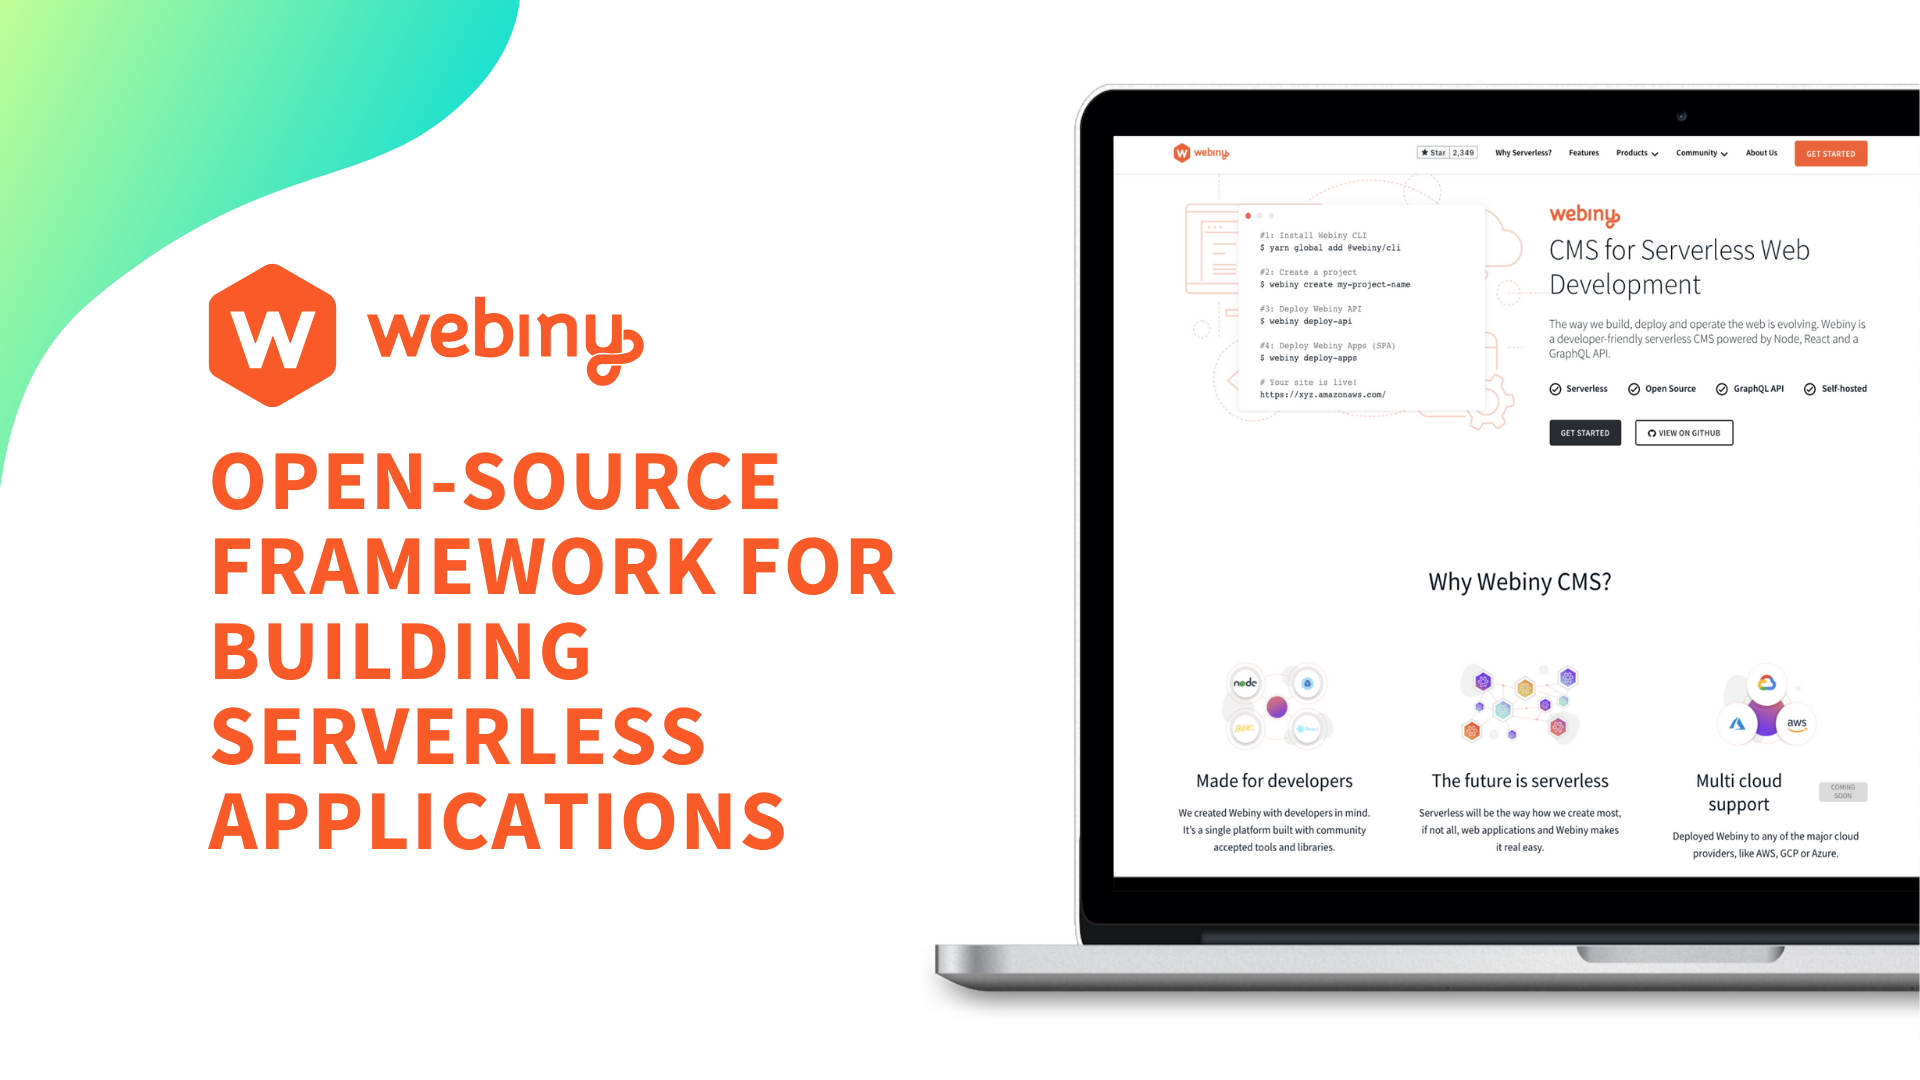 W webiny
OPEN-SOURCE
FRAMEWORK FOR
BUILDING
SERVERLESS
APPLICATIONS
W webiny
Star 2,349
Why Serverless?
Features
Products
Community
About Us
GET STARTED
#1: Install Webiny CLI
$ yarn global add @webiny/cli
#2: Create a project
$ webiny create my-project-name
#3: Deploy Webiny API
$ webiny deploy-api
#4: Deploy Webiny Apps (SPA)
$ webiny deploy-apps
# Your site is live!
https://xyz.amazonaws.com/
webiny
CMS for Serverless Web
Development
The way we build, deploy and operate the web is evolving. Webiny is
a developer-friendly serverless CMS powered by Node, React and a
GraphQL API.
Serverless
Open Source
GraphQL API
Self-hosted
GET STARTED
VIEW ON GITHUB
Why Webiny CMS?
node
React
aws
Made for developers
We created Webiny with developers in mind.
It's a single platform built with community
accepted tools and libraries.
The future is serverless
Serverless will be the way how we create most,
if not all, web applications and Webiny makes
it real easy.
Multi cloud
support
COMING
SOON
Deployed Webiny to any of the major cloud
providers, like AWS, GCP or Azure.